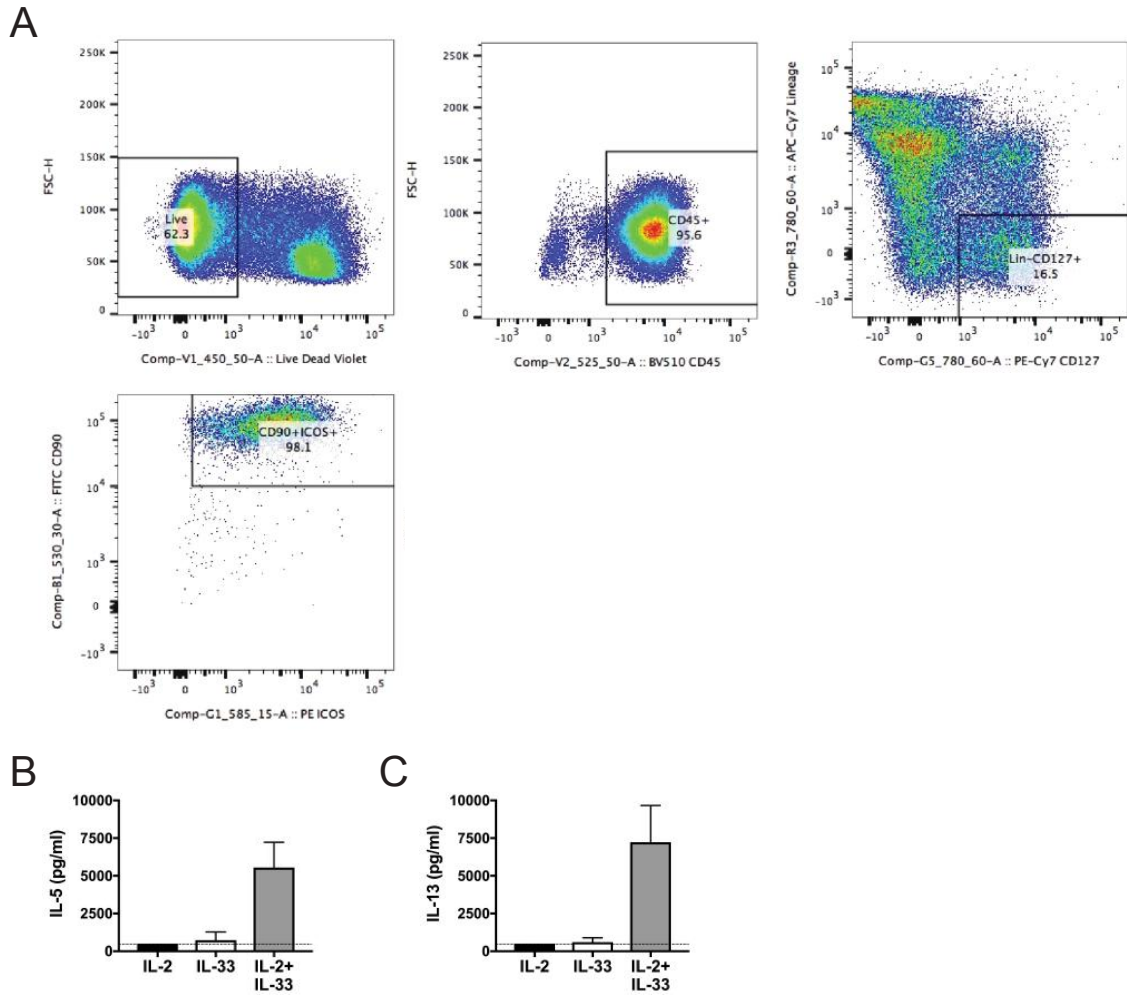 A
250K
200K
150K
100K
50K
0
FSC-H
Live
62.3
-10³ 0 10³ 10⁴ 10⁵
Comp-V1_450_50-A :: Live Dead Violet
250K
200K
150K
100K
50K
0
FSC-H
CD45+
95.6
-10³ 0 10³ 10⁴ 10⁵
Comp-V2_525_50-A :: BV510 CD45
10⁵
10⁴
10³
0
-10³
Comp-R3_780_60-A :: APC-Cy7 Lineage
Lin-CD127+
16.5
-10³ 0 10³ 10⁴ 10⁵
Comp-G5_780_60-A :: PE-Cy7 CD127
10⁵
10⁴
10³
0
-10³
Comp-B1_530_30-A :: FITC CD90
CD90+ICOS+
98.1
-10³ 0 10³ 10⁴ 10⁵
Comp-G1_585_15-A :: PE ICOS
B
10000
7500
5000
2500
0
IL-5 (pg/ml)
IL-2 IL-33 IL-2+
IL-33
C
10000
7500
5000
2500
0
IL-13 (pg/ml)
IL-2 IL-33 IL-2+
IL-33